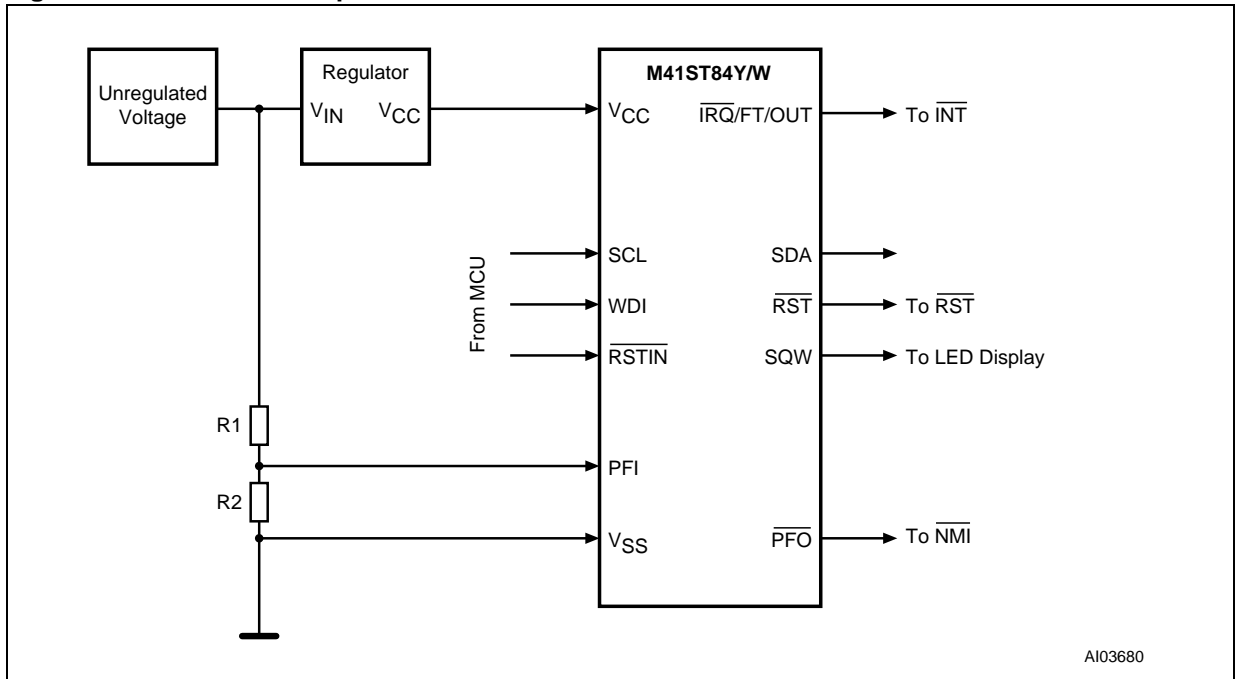 Unregulated
Voltage
Regulator
VIN VCC
M41ST84Y/W
VCC
IRQ/FT/OUT
To INT
From MCU
SCL
SDA
WDI
RST
To RST
RSTIN
SQW
To LED Display
R1
PFI
R2
VSS
PFO
To NMI
AI03680